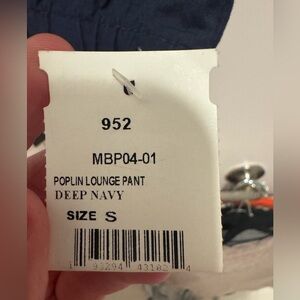 952
MBP04-01
POPLIN LOUNGE PANT
DEEP NAVY
SIZE S